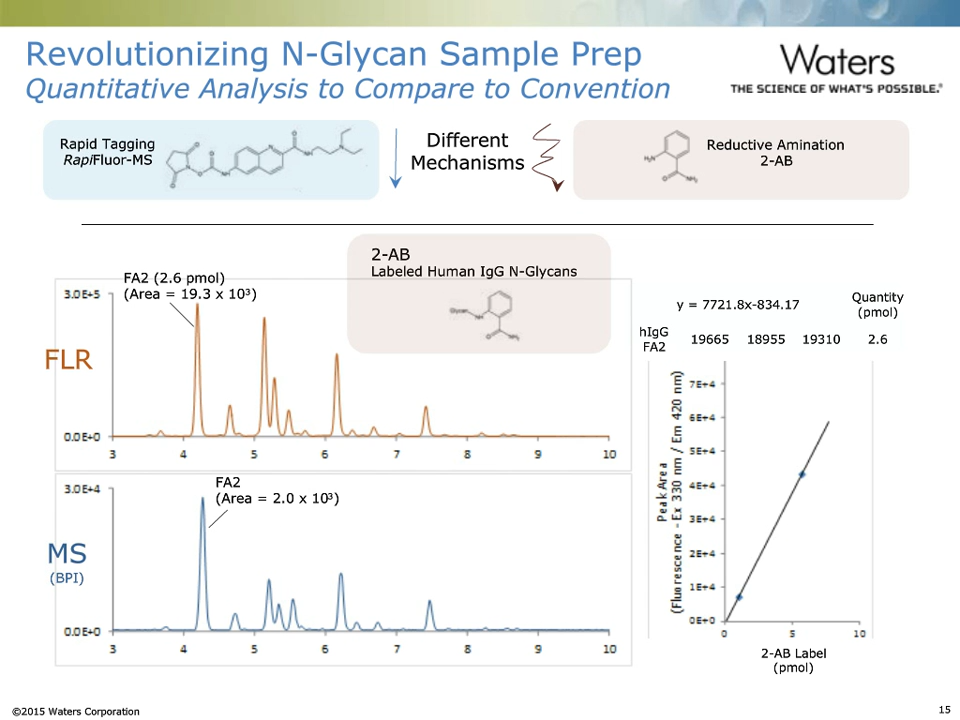 Revolutionizing N-Glycan Sample Prep
Quantitative Analysis to Compare to Convention
Waters
THE SCIENCE OF WHAT'S POSSIBLE.®
Rapid Tagging
RapiFluor-MS
Different
Mechanisms
Reductive Amination
2-AB
2-AB
Labeled Human IgG N-Glycans
Glycan
NH
O
NH₂
FA2 (2.6 pmol)
(Area = 19.3 x 10³)
3.0E+5
FLR
0.0E+0
3 4 5 6 7 8 9 10
FA2
(Area = 2.0 x 10³)
3.0E+4
MS
(BPI)
0.0E+0
3 4 5 6 7 8 9 10
y = 7721.8x-834.17
Quantity
(pmol)
hIgG
FA2
19665 18955 19310 2.6
7E+4
6E+4
5E+4
4E+4
3E+4
2E+4
1E+4
0E+0
Peak Area
(Fluorescence - Ex 330 nm / Em 420 nm)
0 5 10
2-AB Label
(pmol)
©2015 Waters Corporation
15